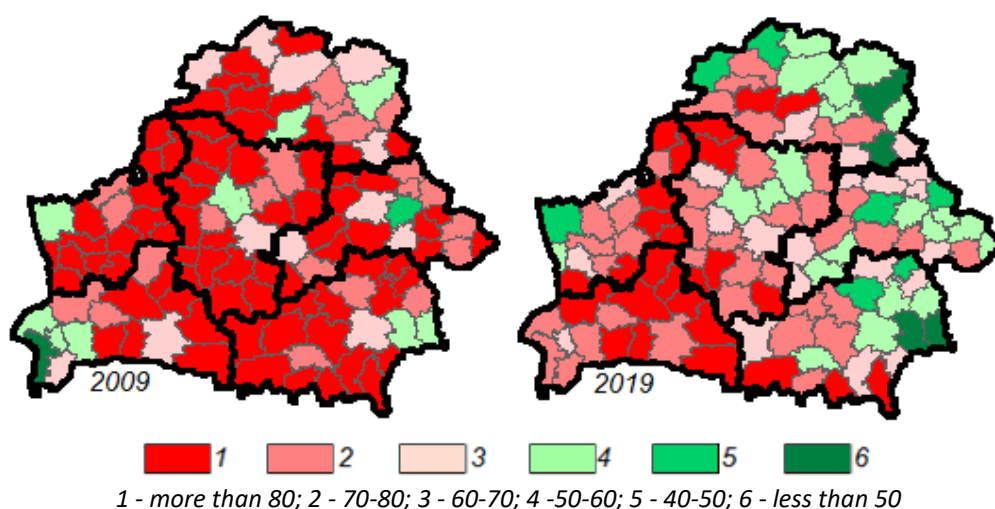 2009 2019
1 2 3 4 5 6
1 - more than 80; 2 - 70-80; 3 - 60-70; 4 -50-60; 5 - 40-50; 6 - less than 50